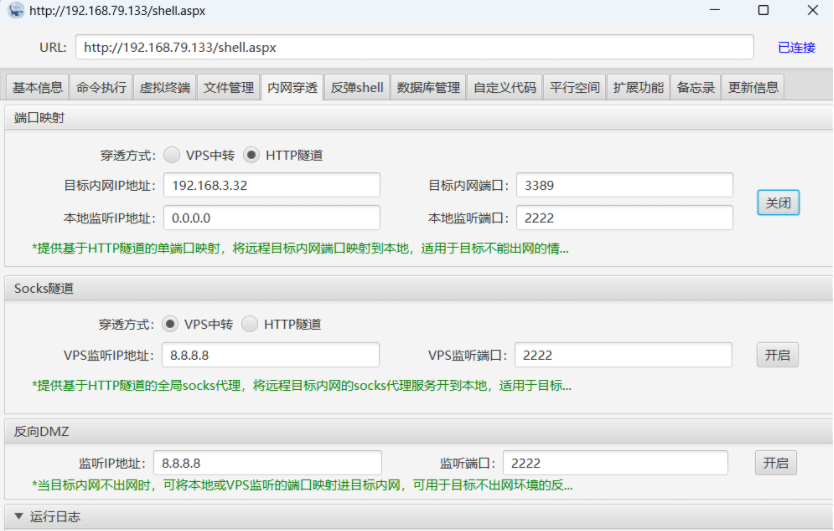 http://192.168.79.133/shell.aspx
URL: http://192.168.79.133/shell.aspx 已连接
基本信息 命令执行 虚拟终端 文件管理 内网穿透 反弹shell 数据库管理 自定义代码 平行空间 扩展功能 备忘录 更新信息
端口映射
穿透方式: VPS中转 HTTP隧道
目标内网IP地址: 192.168.3.32 目标内网端口: 3389
关闭
本地监听IP地址: 0.0.0.0 本地监听端口: 2222
*提供基于HTTP隧道的单端口映射，将远程目标内网端口映射到本地，适用于目标不能出网的情...
Socks隧道
穿透方式: VPS中转 HTTP隧道
VPS监听IP地址: 8.8.8.8 VPS监听端口: 2222 开启
*提供基于HTTP隧道的全局socks代理，将远程目标内网的socks代理服务开到本地，适用于目标...
反向DMZ
监听IP地址: 8.8.8.8 监听端口: 2222 开启
*当目标内网不出网时，可将本地或VPS监听的端口映射进目标内网，可用于目标不出网环境的反...
运行日志